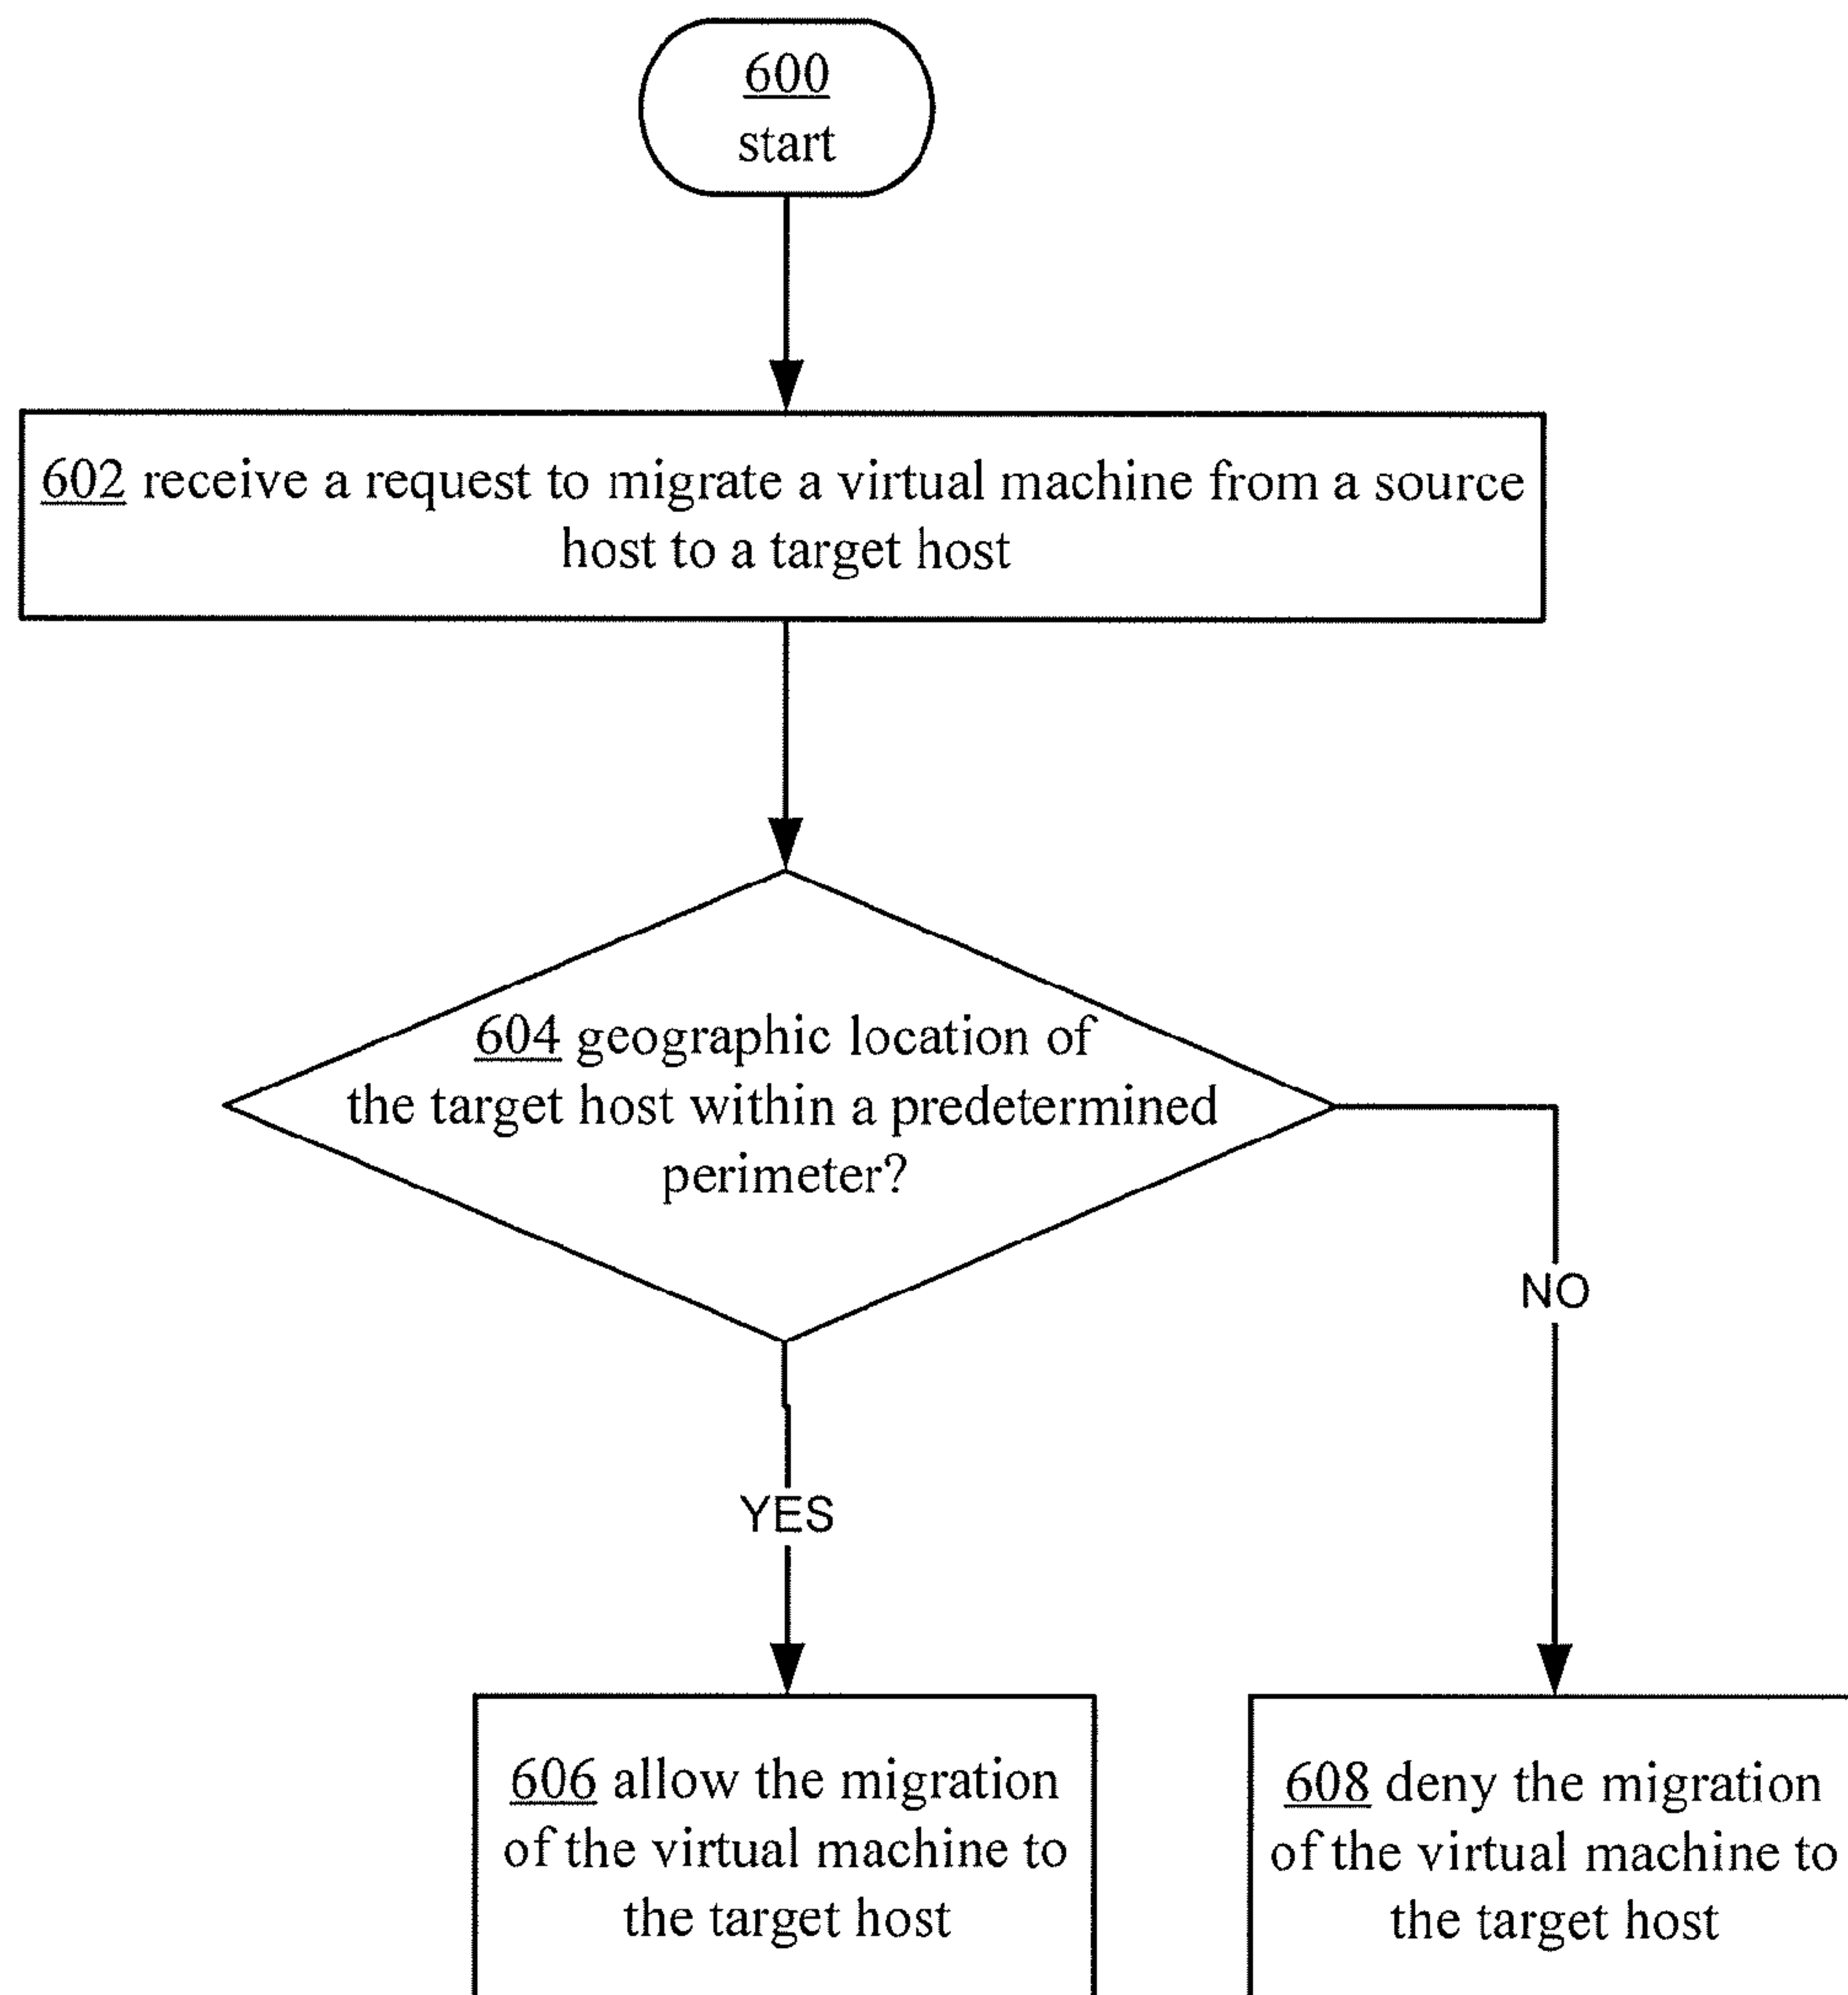 600
start
602 receive a request to migrate a virtual machine from a source
host to a target host
604 geographic location of
the target host within a predetermined
perimeter?
NO
YES
606 allow the migration
of the virtual machine to
the target host
608 deny the migration
of the virtual machine to
the target host